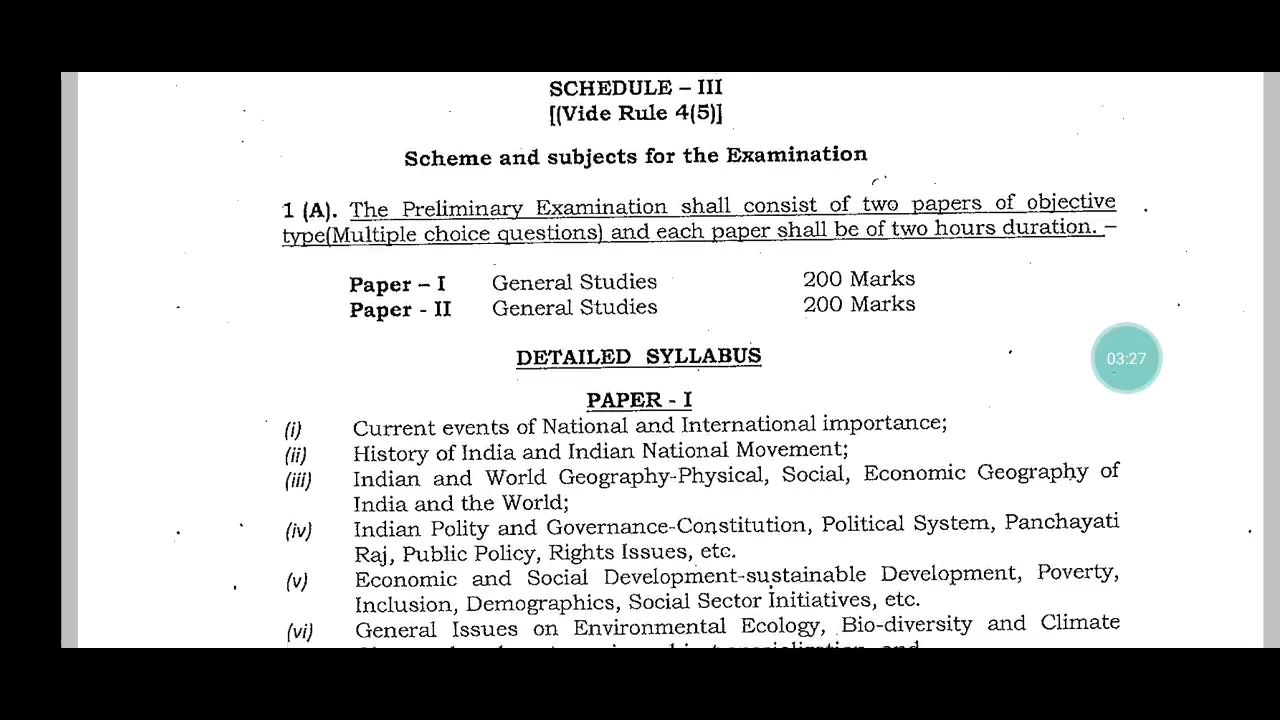 SCHEDULE – III
[(Vide Rule 4(5)]
Scheme and subjects for the Examination
1 (A). The Preliminary Examination shall consist of two papers of objective
type(Multiple choice questions) and each paper shall be of two hours duration. –
Paper – I General Studies 200 Marks
Paper - II General Studies 200 Marks
DETAILED SYLLABUS
03:27
PAPER - I
(i) Current events of National and International importance;
(ii) History of India and Indian National Movement;
(iii) Indian and World Geography-Physical, Social, Economic Geography of
India and the World;
(iv) Indian Polity and Governance-Constitution, Political System, Panchayati
Raj, Public Policy, Rights Issues, etc.
(v) Economic and Social Development-sustainable Development, Poverty,
Inclusion, Demographics, Social Sector Initiatives, etc.
(vi) General Issues on Environmental Ecology, Bio-diversity and Climate